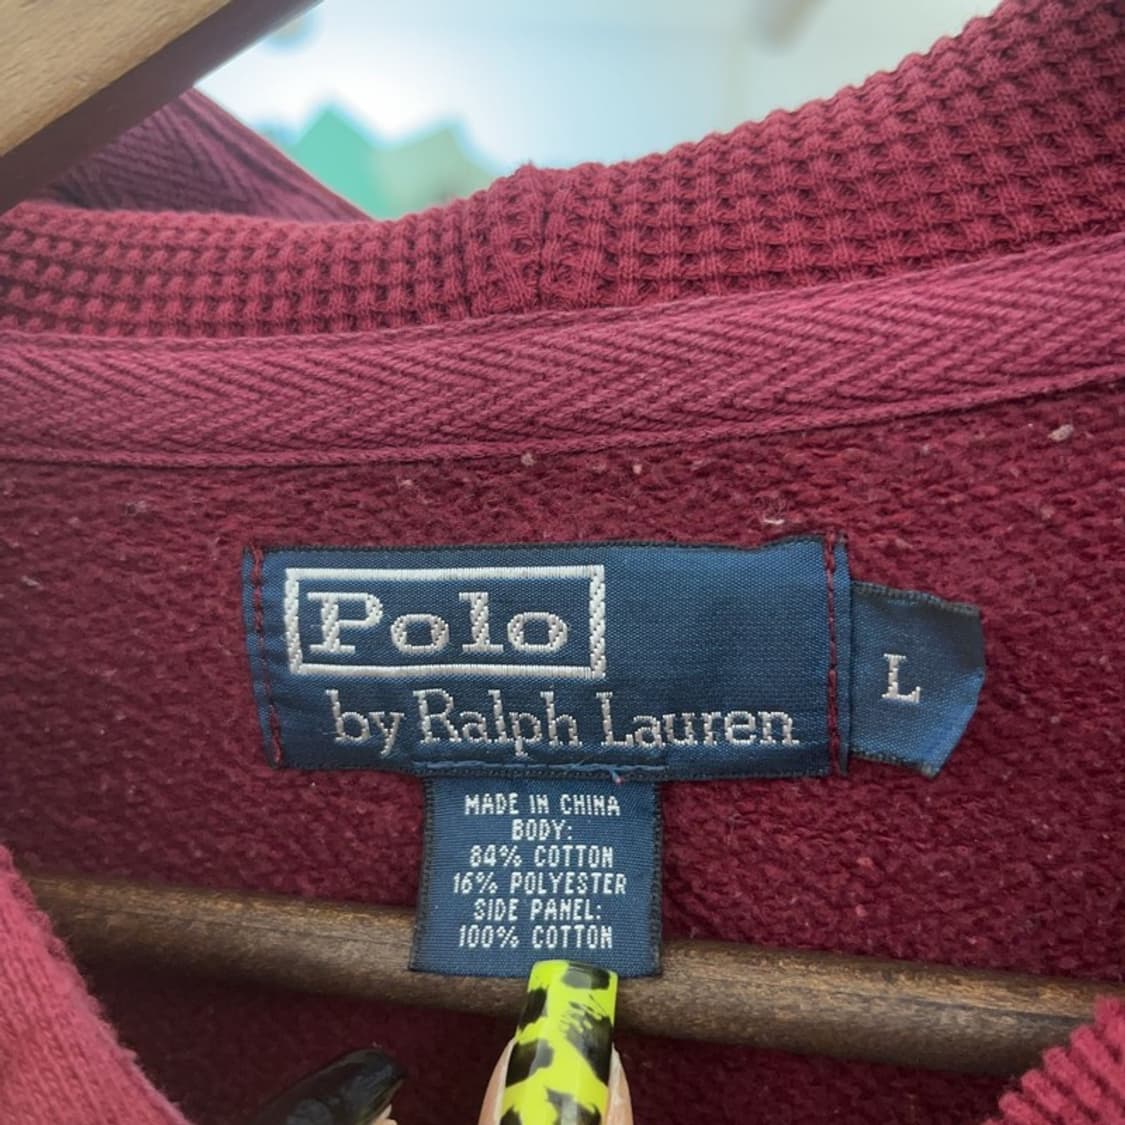 Polo
by Ralph Lauren
L
MADE IN CHINA
BODY:
84% COTTON
16% POLYESTER
SIDE PANEL:
100% COTTON